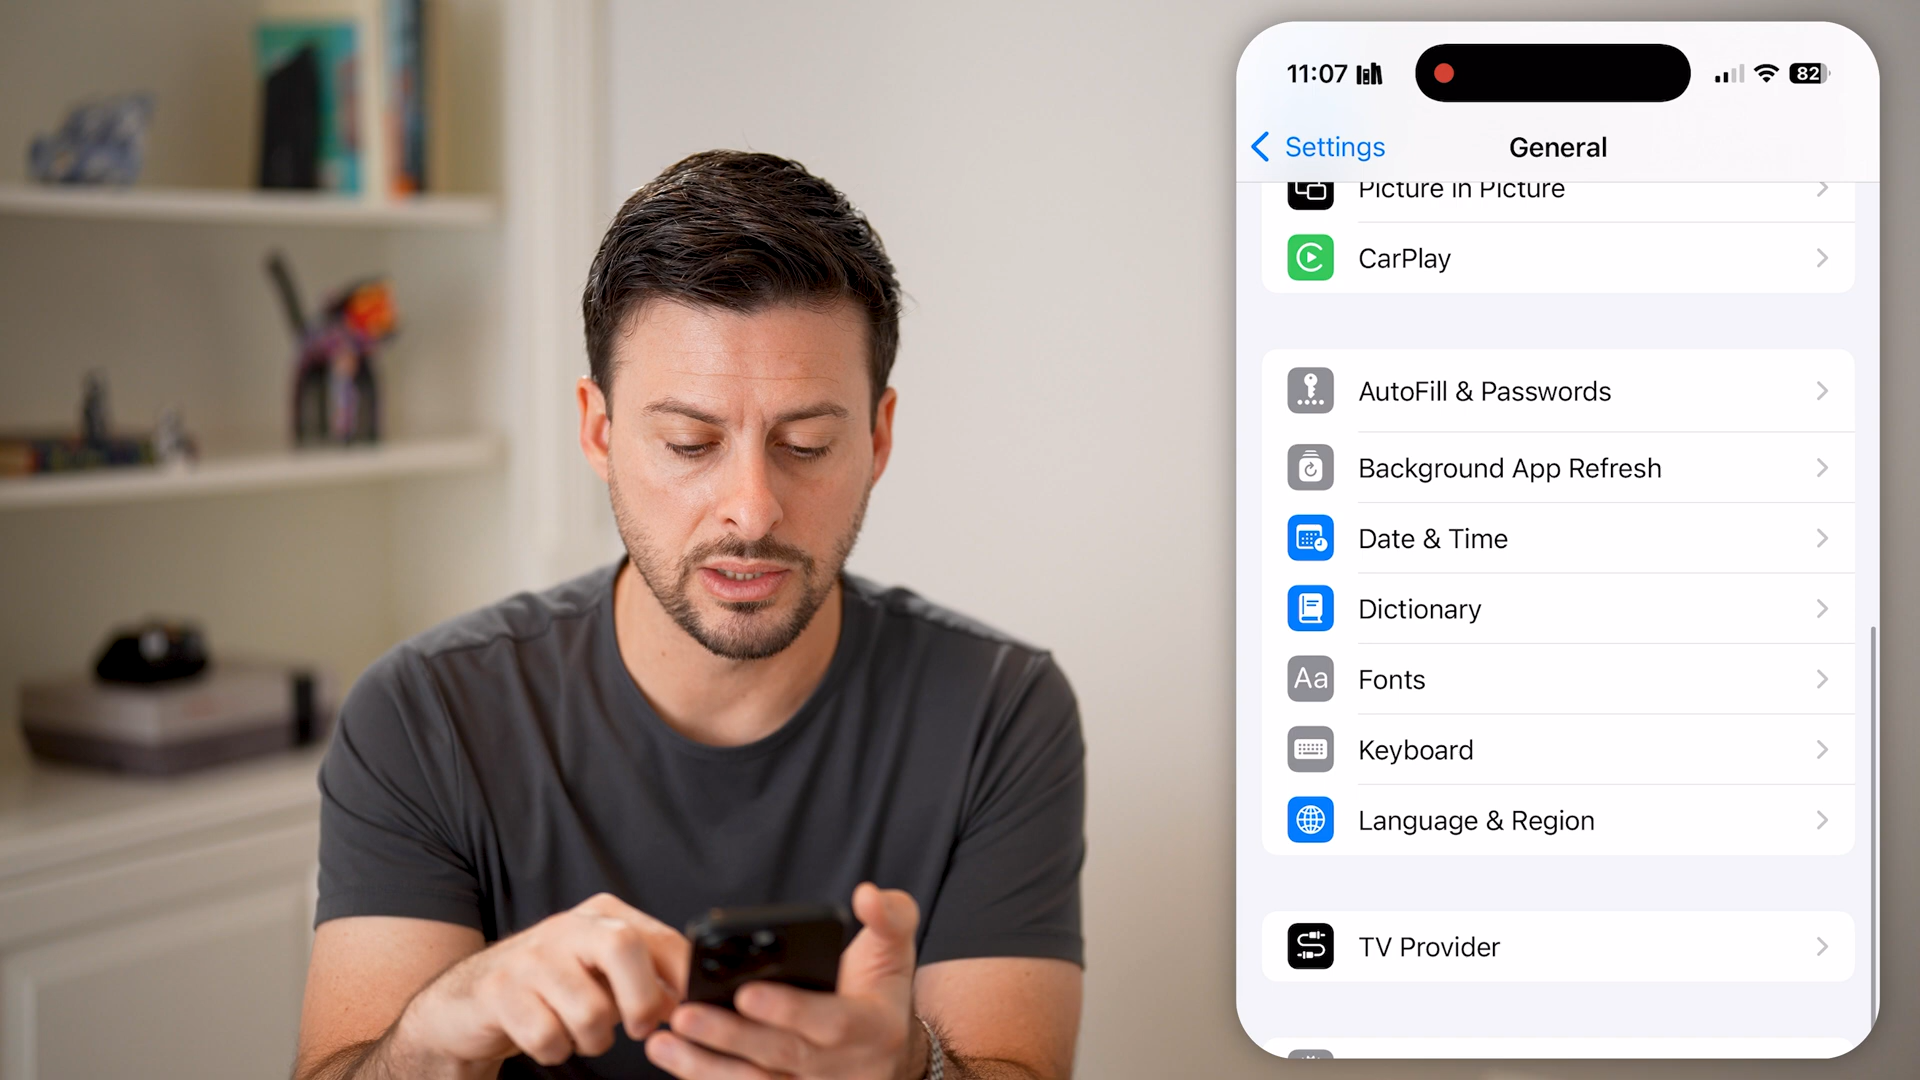 11:07
82
Settings
General
Picture in Picture
CarPlay
AutoFill & Passwords
Background App Refresh
Date & Time
Dictionary
Aa
Fonts
Keyboard
Language & Region
TV Provider